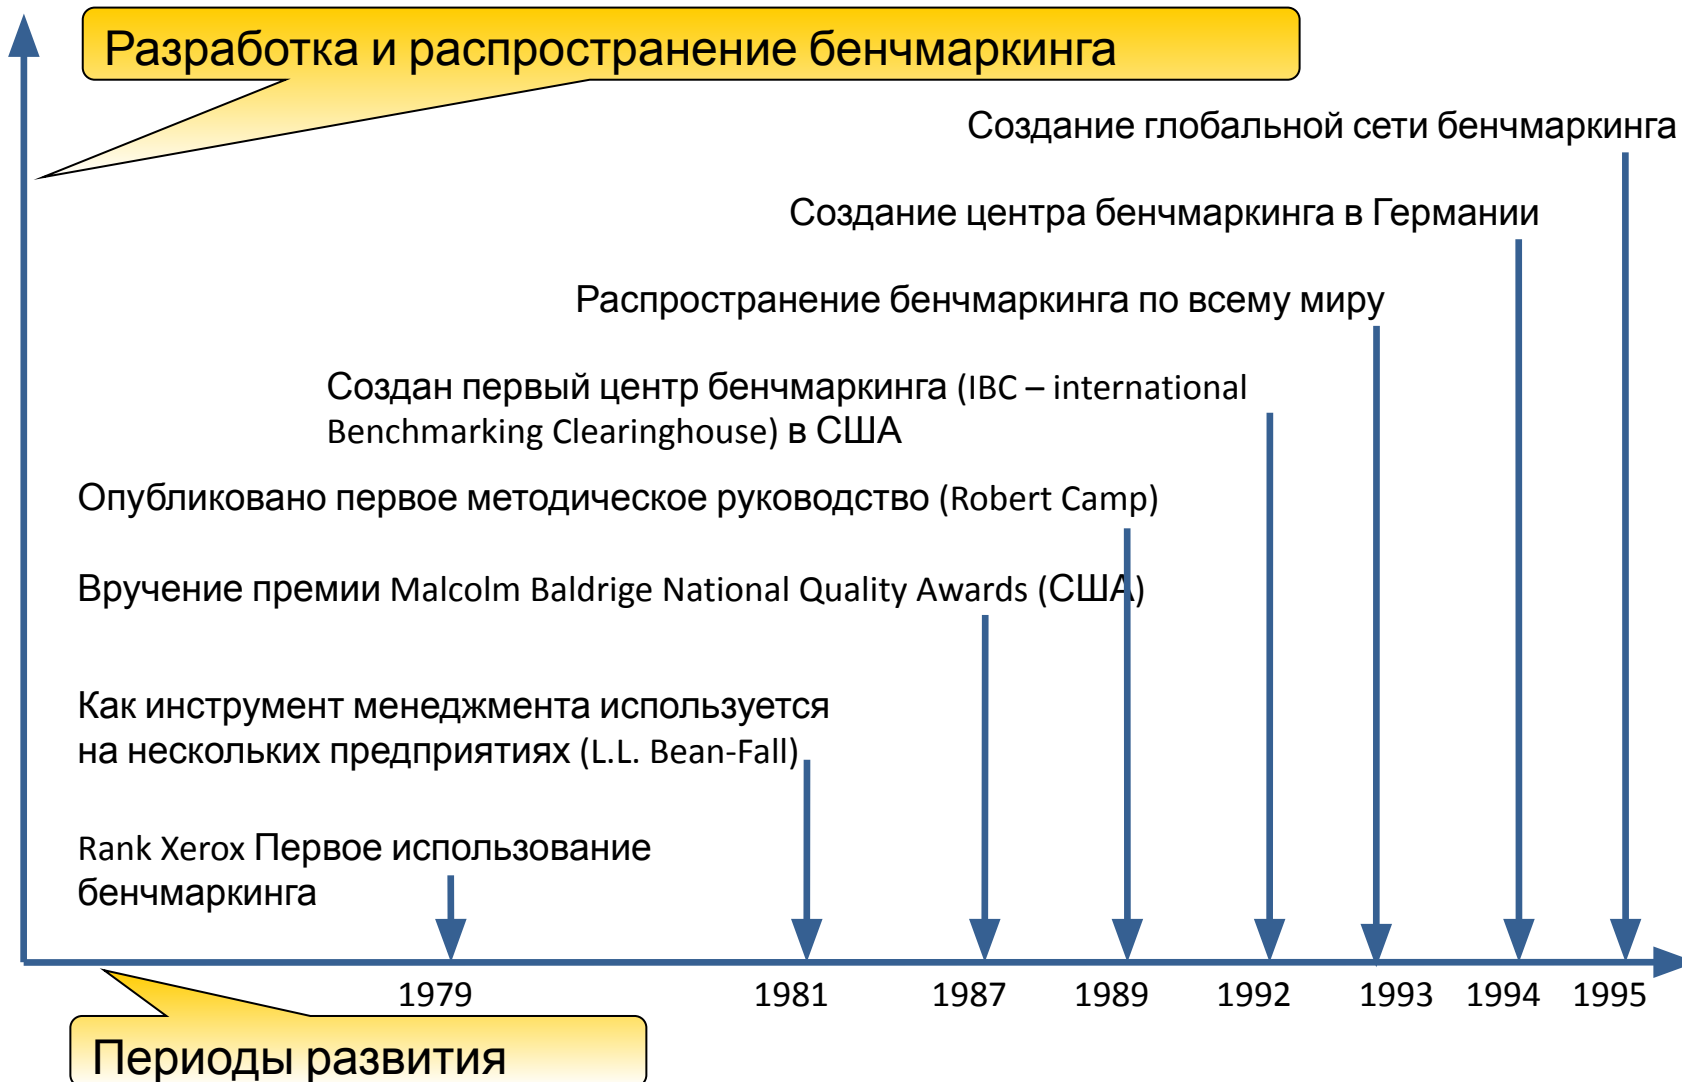 Разработка и распространение бенчмаркинга
Создание глобальной сети бенчмаркинга
Создание центра бенчмаркинга в Германии
Распространение бенчмаркинга по всему миру
Создан первый центр бенчмаркинга (IBC – international
Benchmarking Clearinghouse) в США
Опубликовано первое методическое руководство (Robert Camp)
Вручение премии Malcolm Baldrige National Quality Awards (США)
Как инструмент менеджмента используется
на нескольких предприятиях (L.L. Bean-Fall)
Rank Xerox Первое использование
бенчмаркинга
1979 1981 1987 1989 1992 1993 1994 1995
Периоды развития